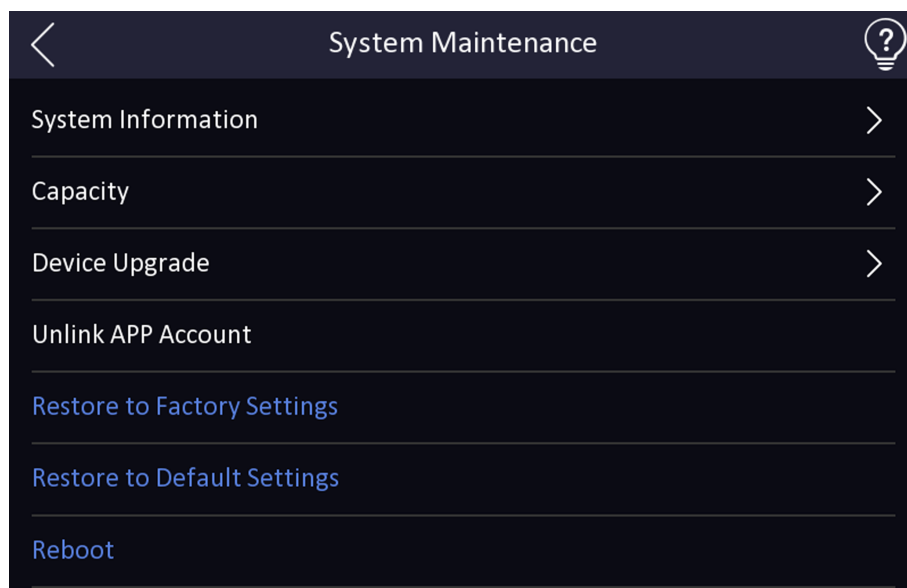 System Maintenance
?
System Information
Capacity
Device Upgrade
Unlink APP Account
Restore to Factory Settings
Restore to Default Settings
Reboot